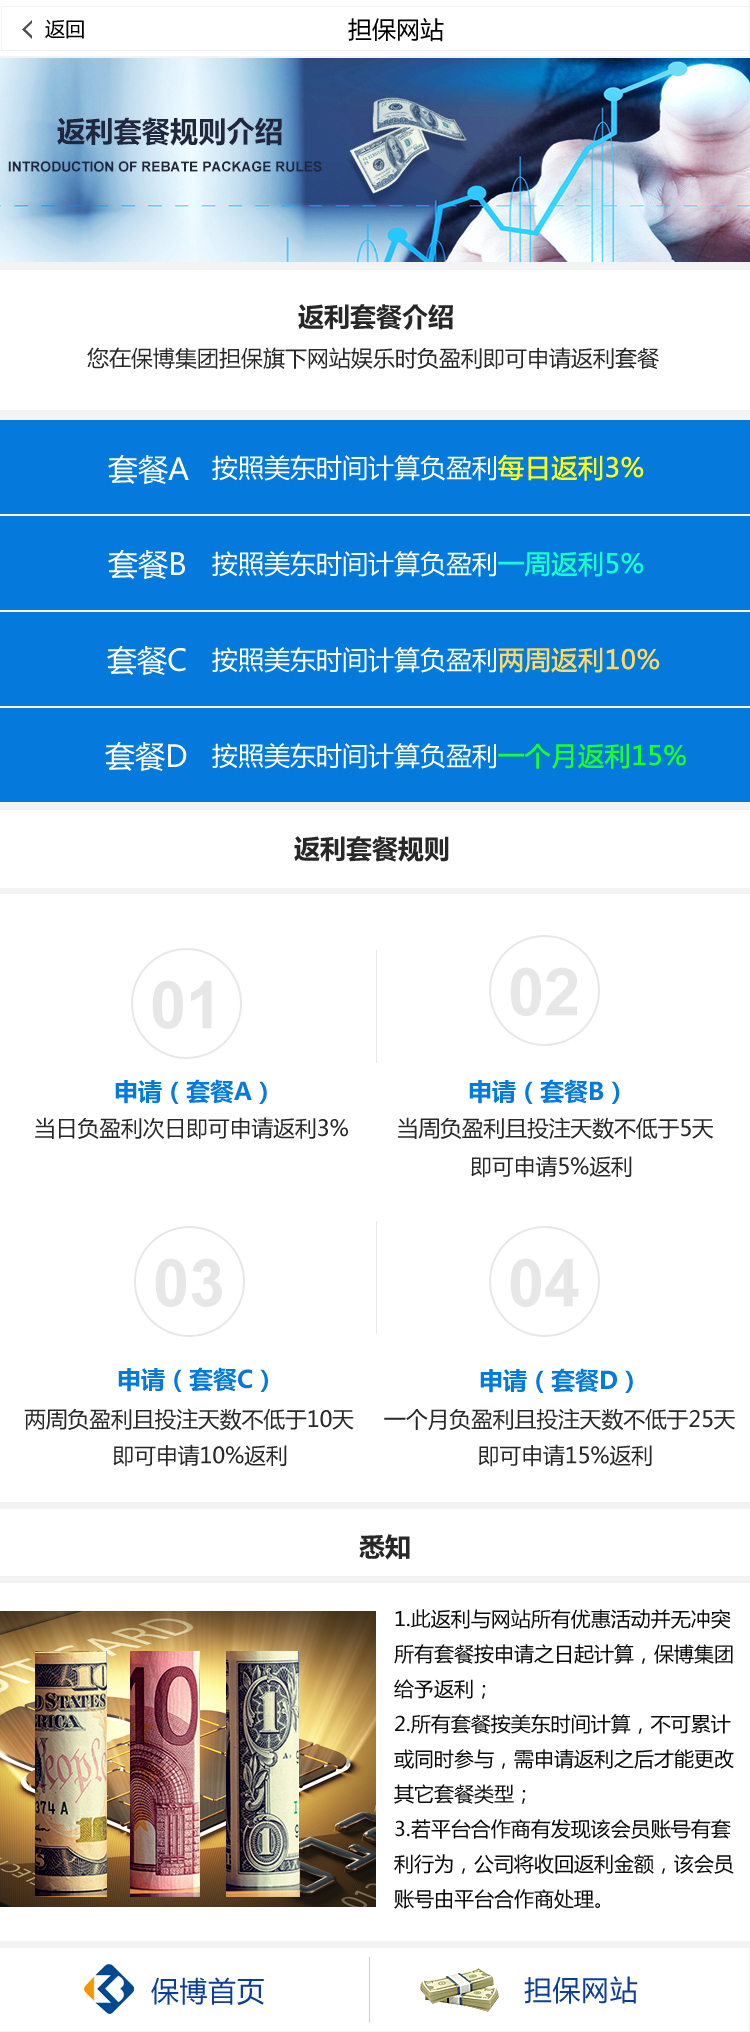 返回
担保网站
返利套餐规则介绍
INTRODUCTION OF REBATE PACKAGE RULES
返利套餐介绍
您在保博集团担保旗下网站娱乐时负盈利即可申请返利套餐
套餐A 按照美东时间计算负盈利每日返利3%
套餐B 按照美东时间计算负盈利一周返利5%
套餐C 按照美东时间计算负盈利两周返利10%
套餐D 按照美东时间计算负盈利一个月返利15%
返利套餐规则
01
申请（套餐A）
当日负盈利次日即可申请返利3%
02
申请（套餐B）
当周负盈利且投注天数不低于5天
即可申请5%返利
03
申请（套餐C）
两周负盈利且投注天数不低于10天
即可申请10%返利
04
申请（套餐D）
一个月负盈利且投注天数不低于25天
即可申请15%返利
悉知
1.此返利与网站所有优惠活动并无冲突
所有套餐按申请之日起计算，保博集团
给予返利；
2.所有套餐按美东时间计算，不可累计
或同时参与，需申请返利之后才能更改
其它套餐类型；
3.若平台合作商有发现该会员账号有套
利行为，公司将收回返利金额，该会员
账号由平台合作商处理。
保博首页
担保网站